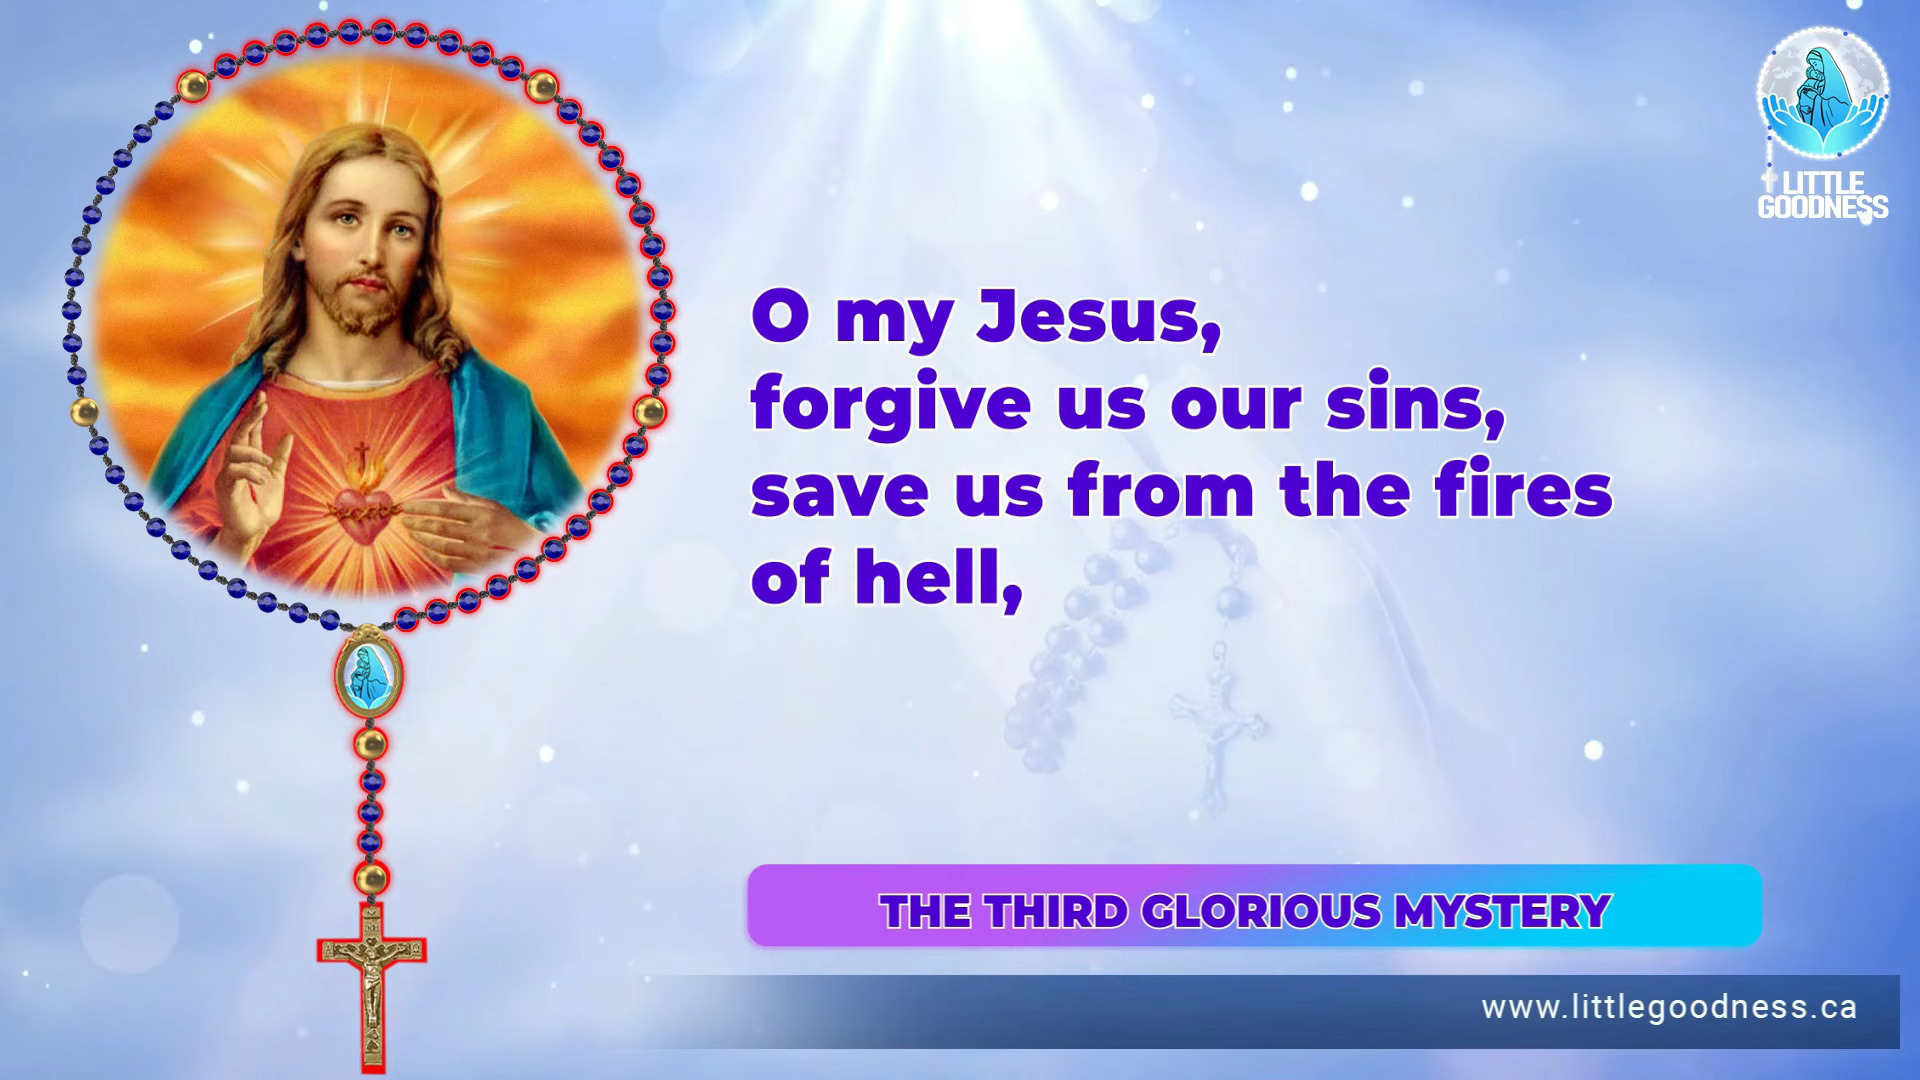 LITTLE
GOODNESS
O my Jesus,
forgive us our sins,
save us from the fires
of hell,
THE THIRD GLORIOUS MYSTERY
INRI
www.littlegoodness.ca